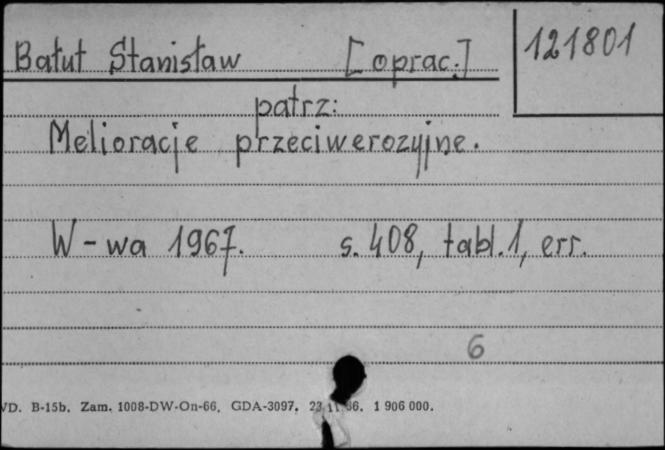 Batut Stanisław [oprac.] 121801
patrz:
Melioracje przeciwerozyjne.
W-wa 1967. s. 408, tabl. 1, err.
6
VD. B-15b. Zam. 1008-DW-On-66. GDA-3097. 1 906 000.